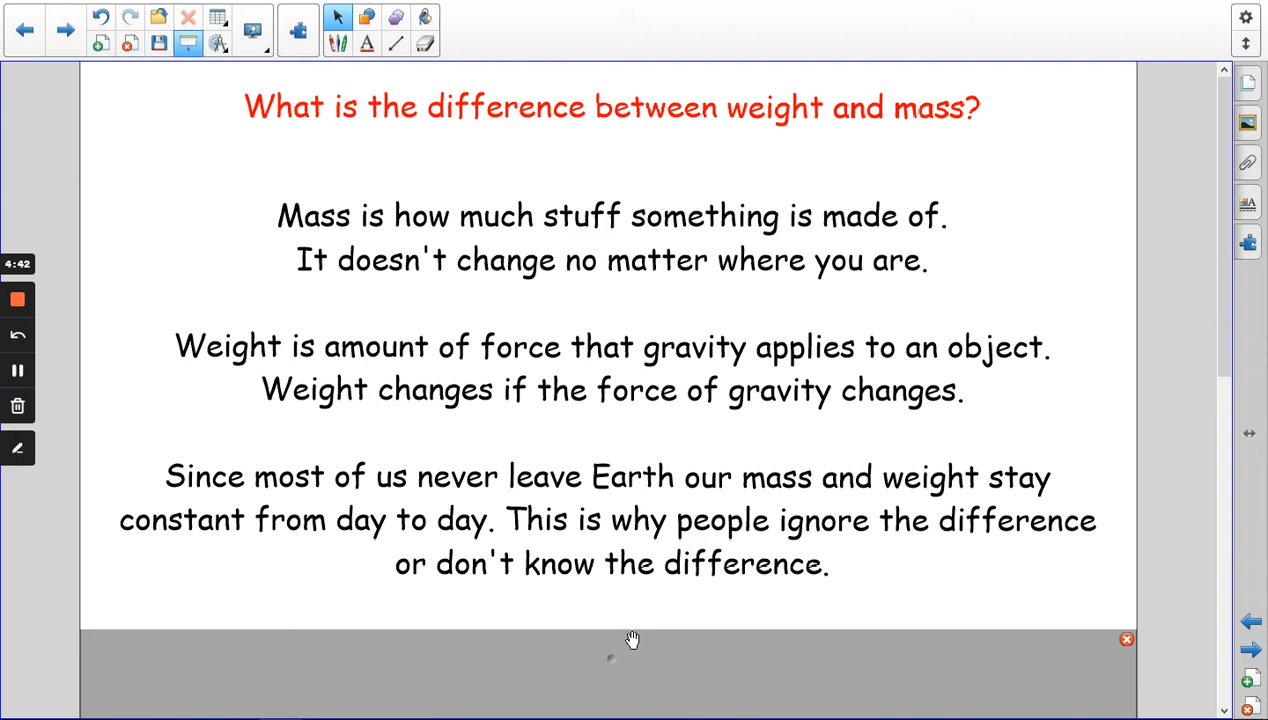 What is the difference between weight and mass?
Mass is how much stuff something is made of.
It doesn't change no matter where you are.
4:42
Weight is amount of force that gravity applies to an object.
Weight changes if the force of gravity changes.
Since most of us never leave Earth our mass and weight stay
constant from day to day. This is why people ignore the difference
or don't know the difference.